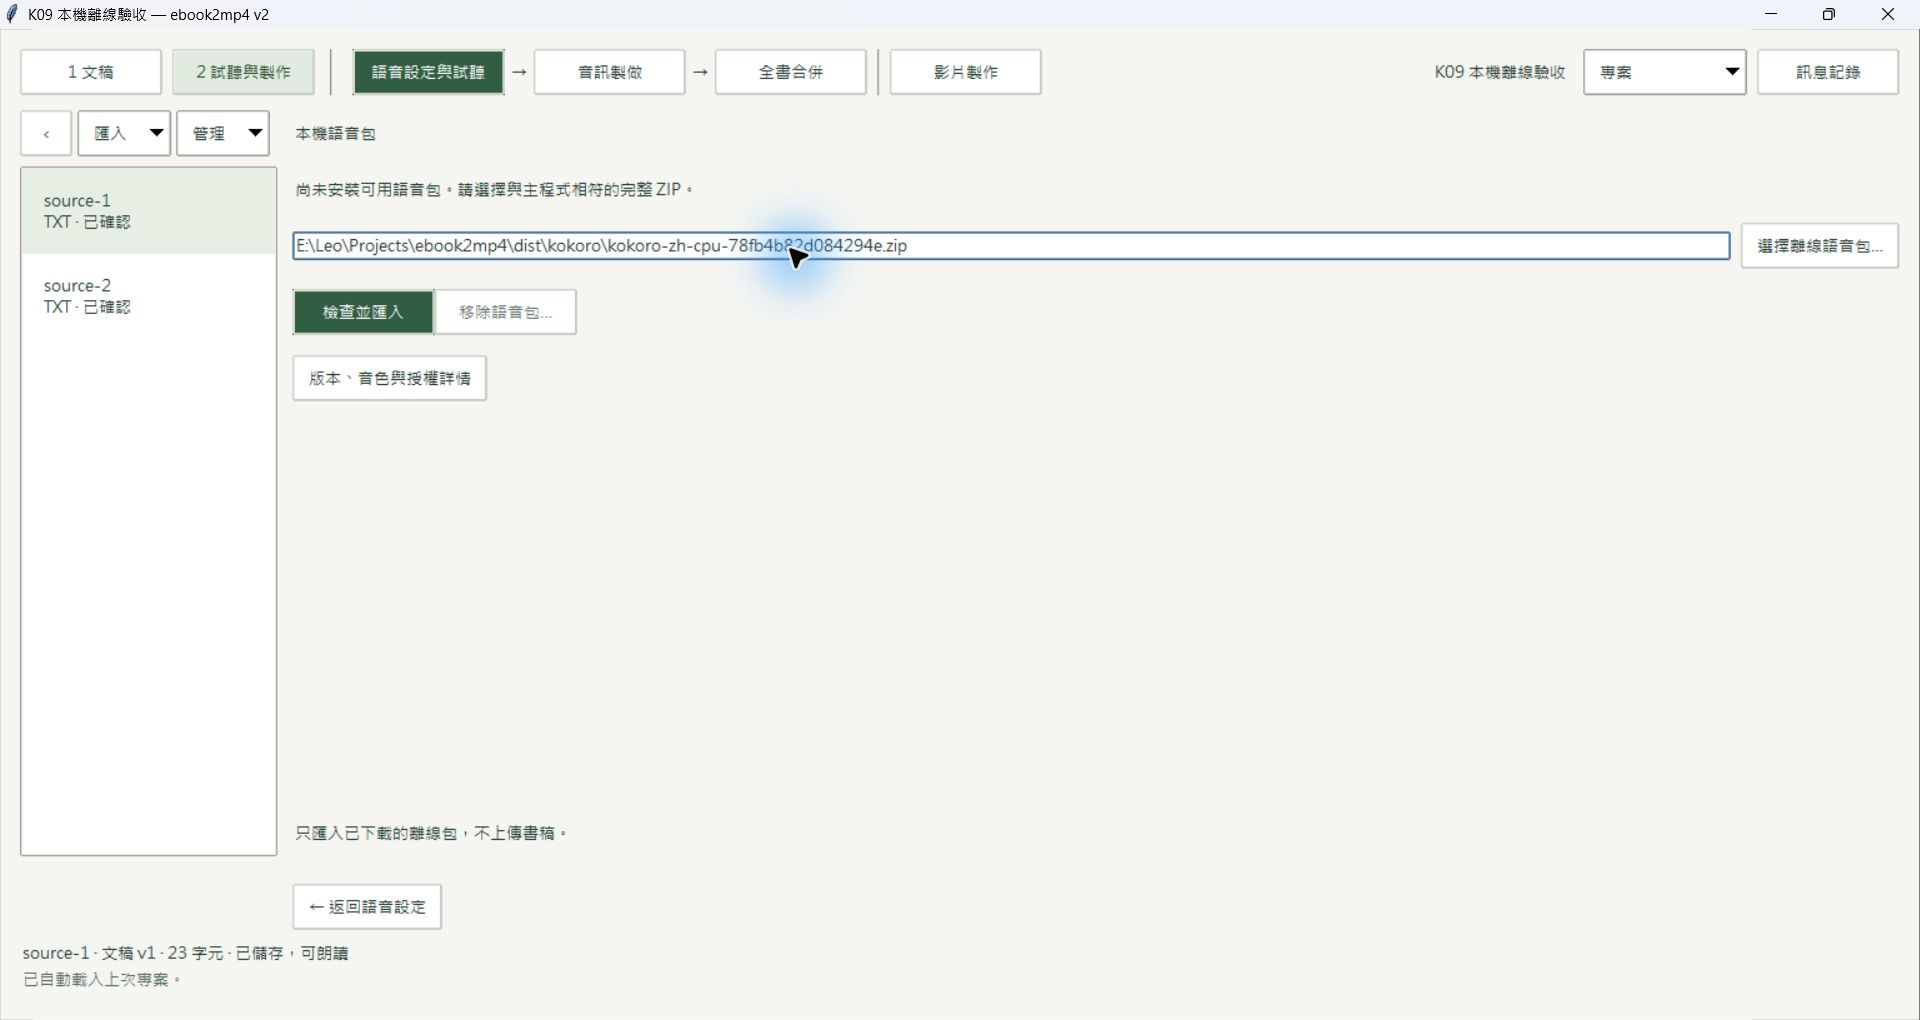 K09 本機離線驗收 — ebook2mp4 v2
1 文稿 2 試聽與製作 語音設定與試聽 → 音訊製做 → 全書合併 影片製作 K09 本機離線驗收 專案 訊息記錄
‹ 匯入 管理 本機語音包
source-1
TXT · 已確認
source-2
TXT · 已確認
尚未安裝可用語音包。請選擇與主程式相符的完整 ZIP。
E:\Leo\Projects\ebook2mp4\dist\kokoro\kokoro-zh-cpu-78fb4b82d084294e.zip 選擇離線語音包...
檢查並匯入 移除語音包...
版本、音色與授權詳情
只匯入已下載的離線包，不上傳書稿。
← 返回語音設定
source-1 · 文稿 v1 · 23 字元 · 已儲存，可朗讀
已自動載入上次專案。